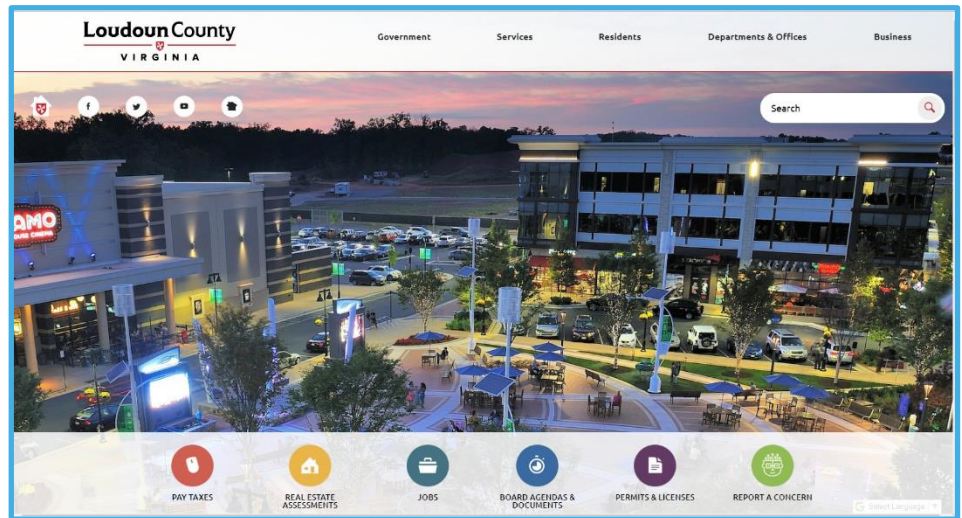 Loudoun County
VIRGINIA
Government
Services
Residents
Departments & Offices
Business
Search
AMO
PAY TAXES
REAL ESTATE
ASSESSMENTS
JOBS
BOARD AGENDAS &
DOCUMENTS
PERMITS & LICENSES
REPORT A CONCERN
Select Language